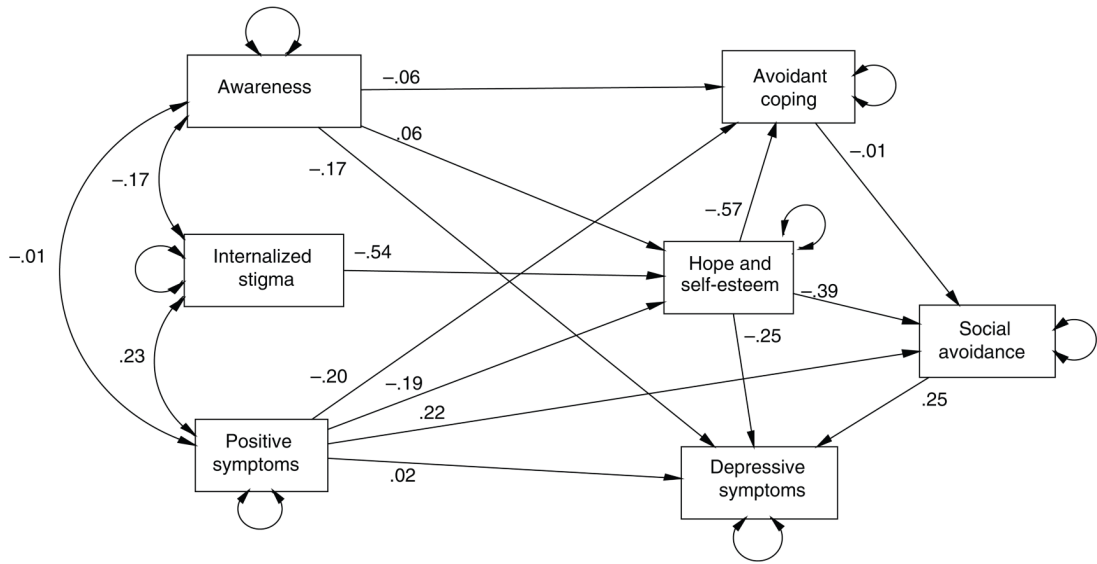 Awareness
–.06
Avoidant
coping
.06
–.17
–.01
–.17
–.57
–.01
Internalized
stigma
–.54
Hope and
self-esteem
–.39
Social
avoidance
–.25
.23
–.20
–.19
.22
.25
Positive
symptoms
.02
Depressive
symptoms